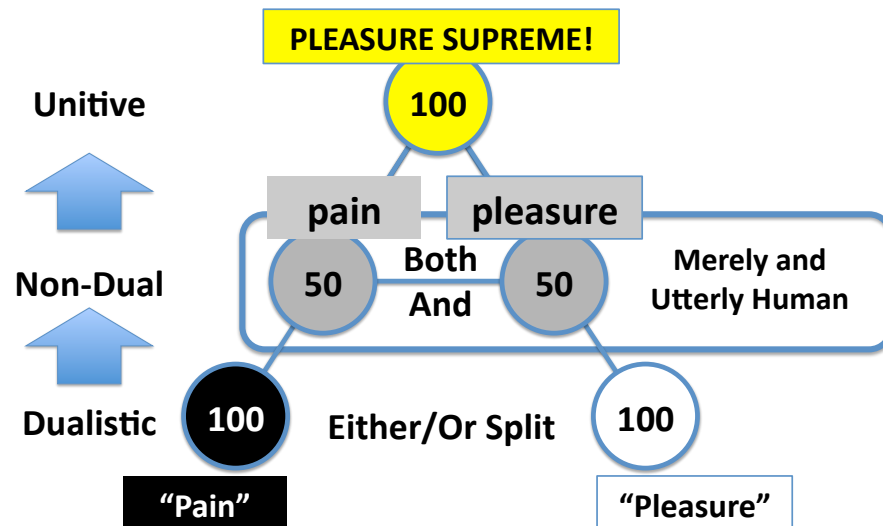 PLEASURE SUPREME!
Unitive
100
pain
pleasure
Non-Dual
50
Both
And
50
Merely and
Utterly Human
Dualistic
100
Either/Or Split
100
“Pain”
“Pleasure”